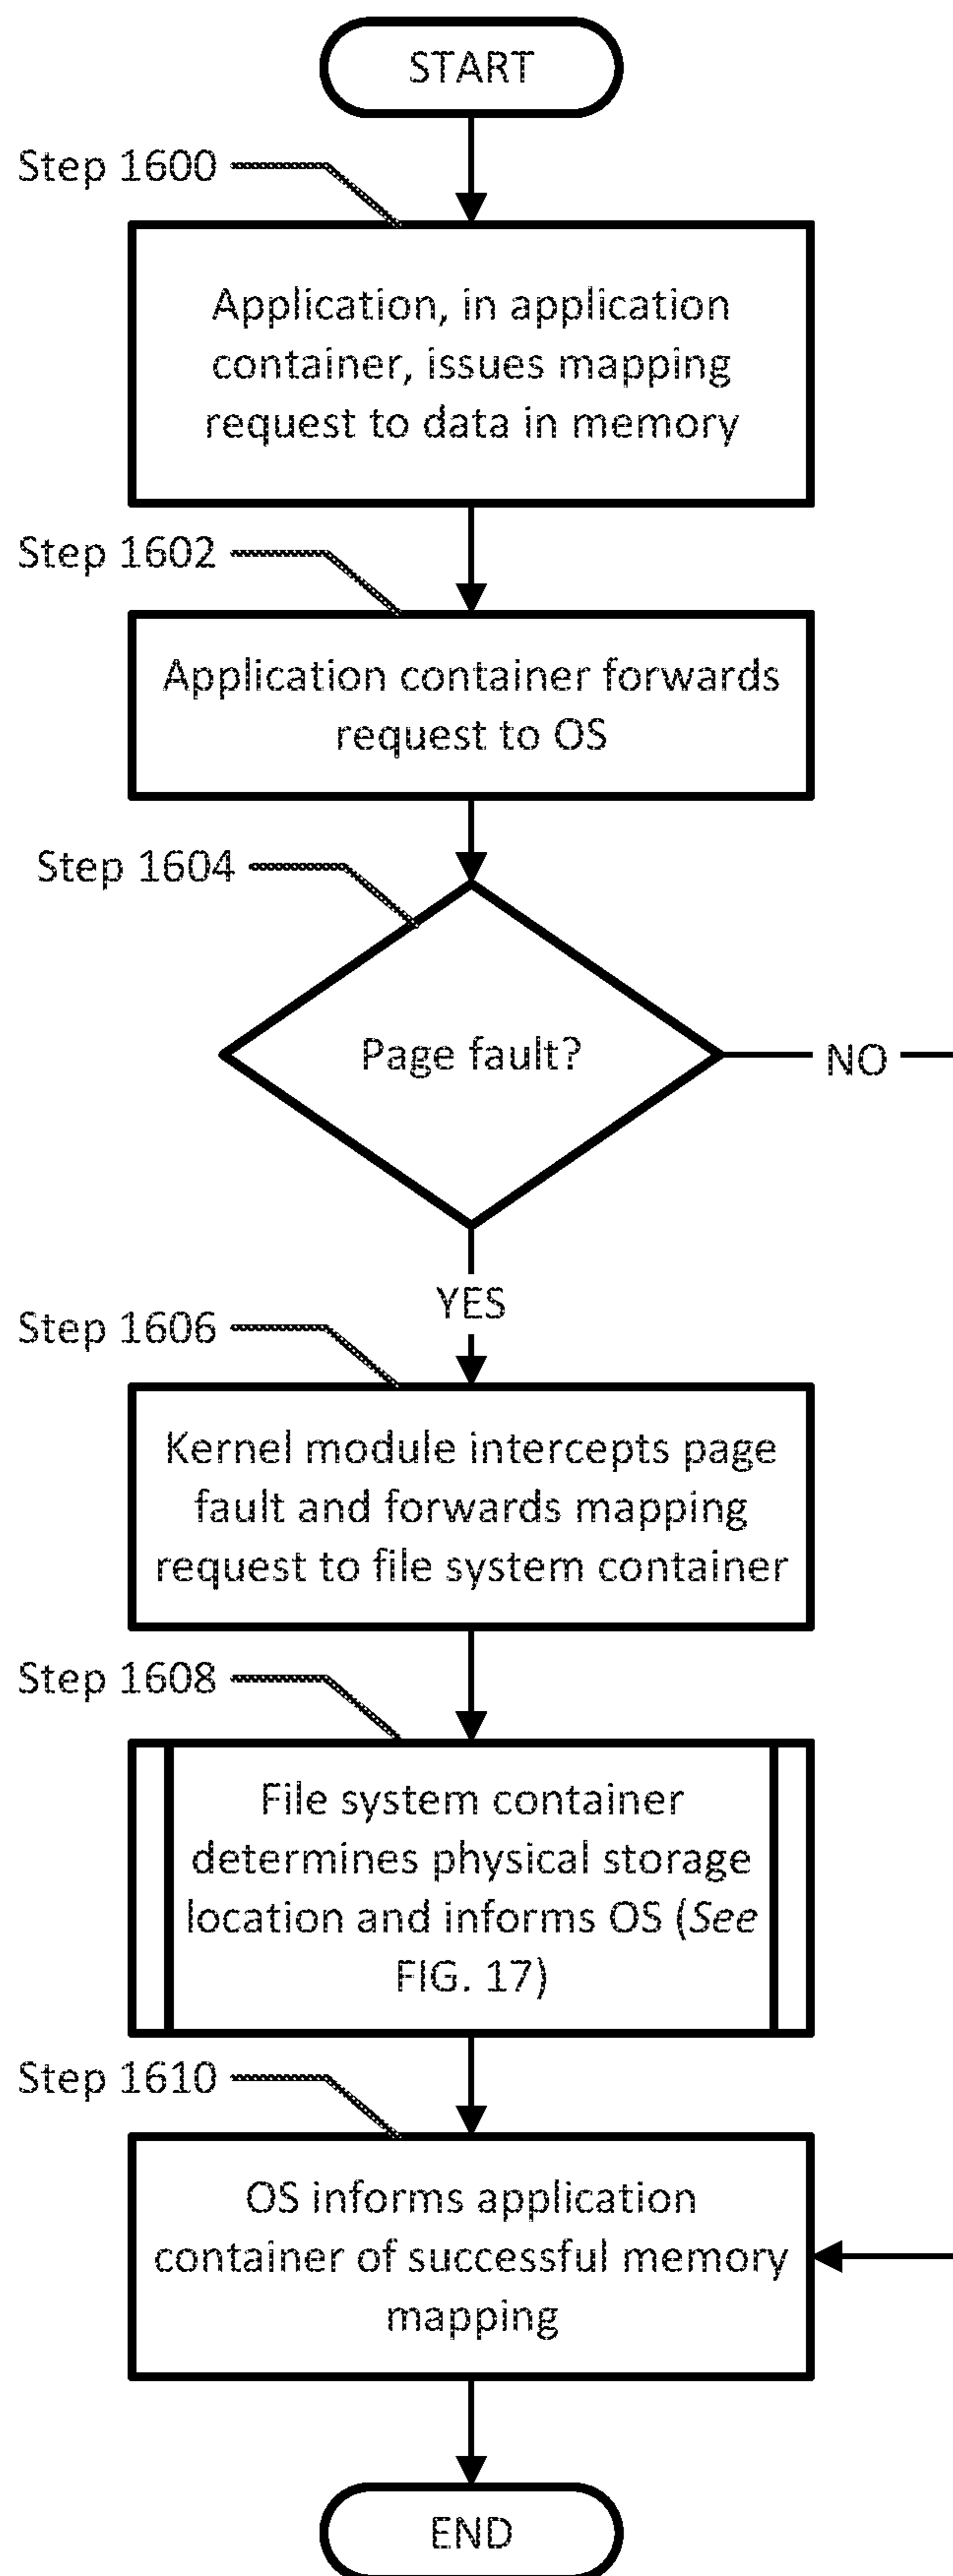 START
Step 1600
Application, in application
container, issues mapping
request to data in memory
Step 1602
Application container forwards
request to OS
Step 1604
Page fault?
NO
YES
Step 1606
Kernel module intercepts page
fault and forwards mapping
request to file system container
Step 1608
File system container
determines physical storage
location and informs OS (See
FIG. 17)
Step 1610
OS informs application
container of successful memory
mapping
END